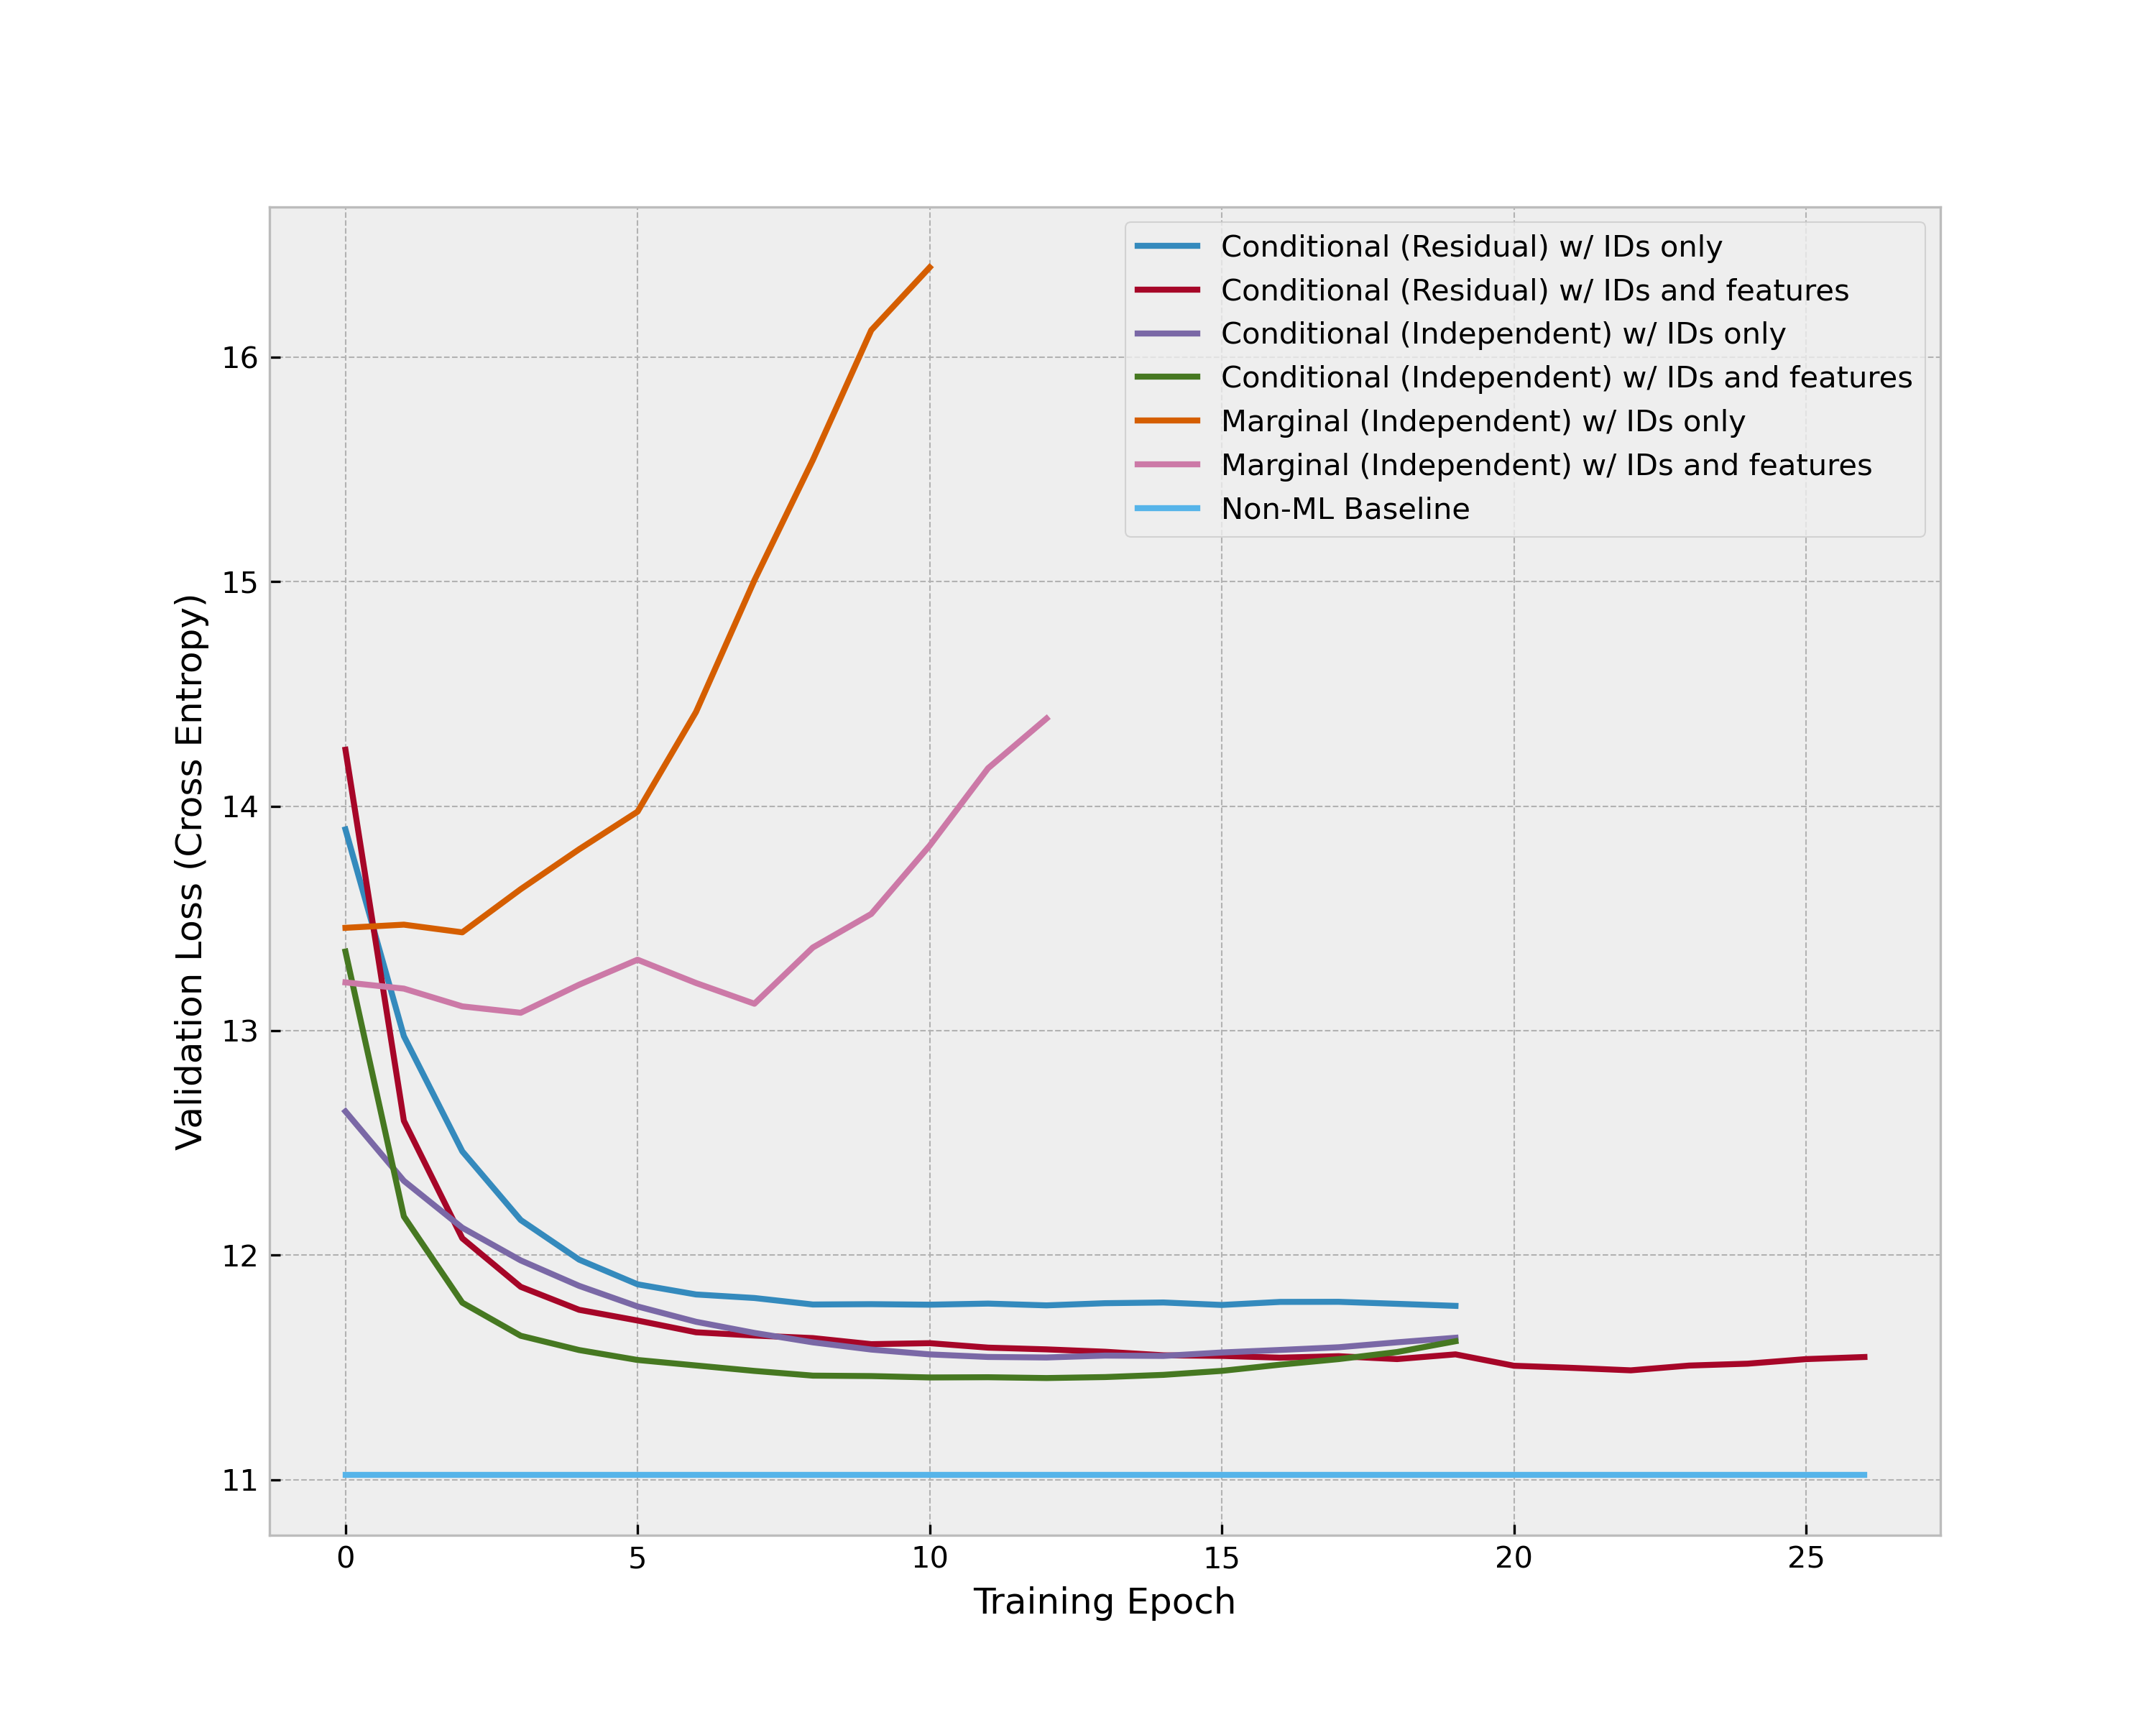 Conditional (Residual) w/ IDs only
Conditional (Residual) w/ IDs and features
Conditional (Independent) w/ IDs only
Conditional (Independent) w/ IDs and features
Marginal (Independent) w/ IDs only
Marginal (Independent) w/ IDs and features
Non-ML Baseline
Validation Loss (Cross Entropy)
16
15
14
13
12
11
0 5 10 15 20 25
Training Epoch